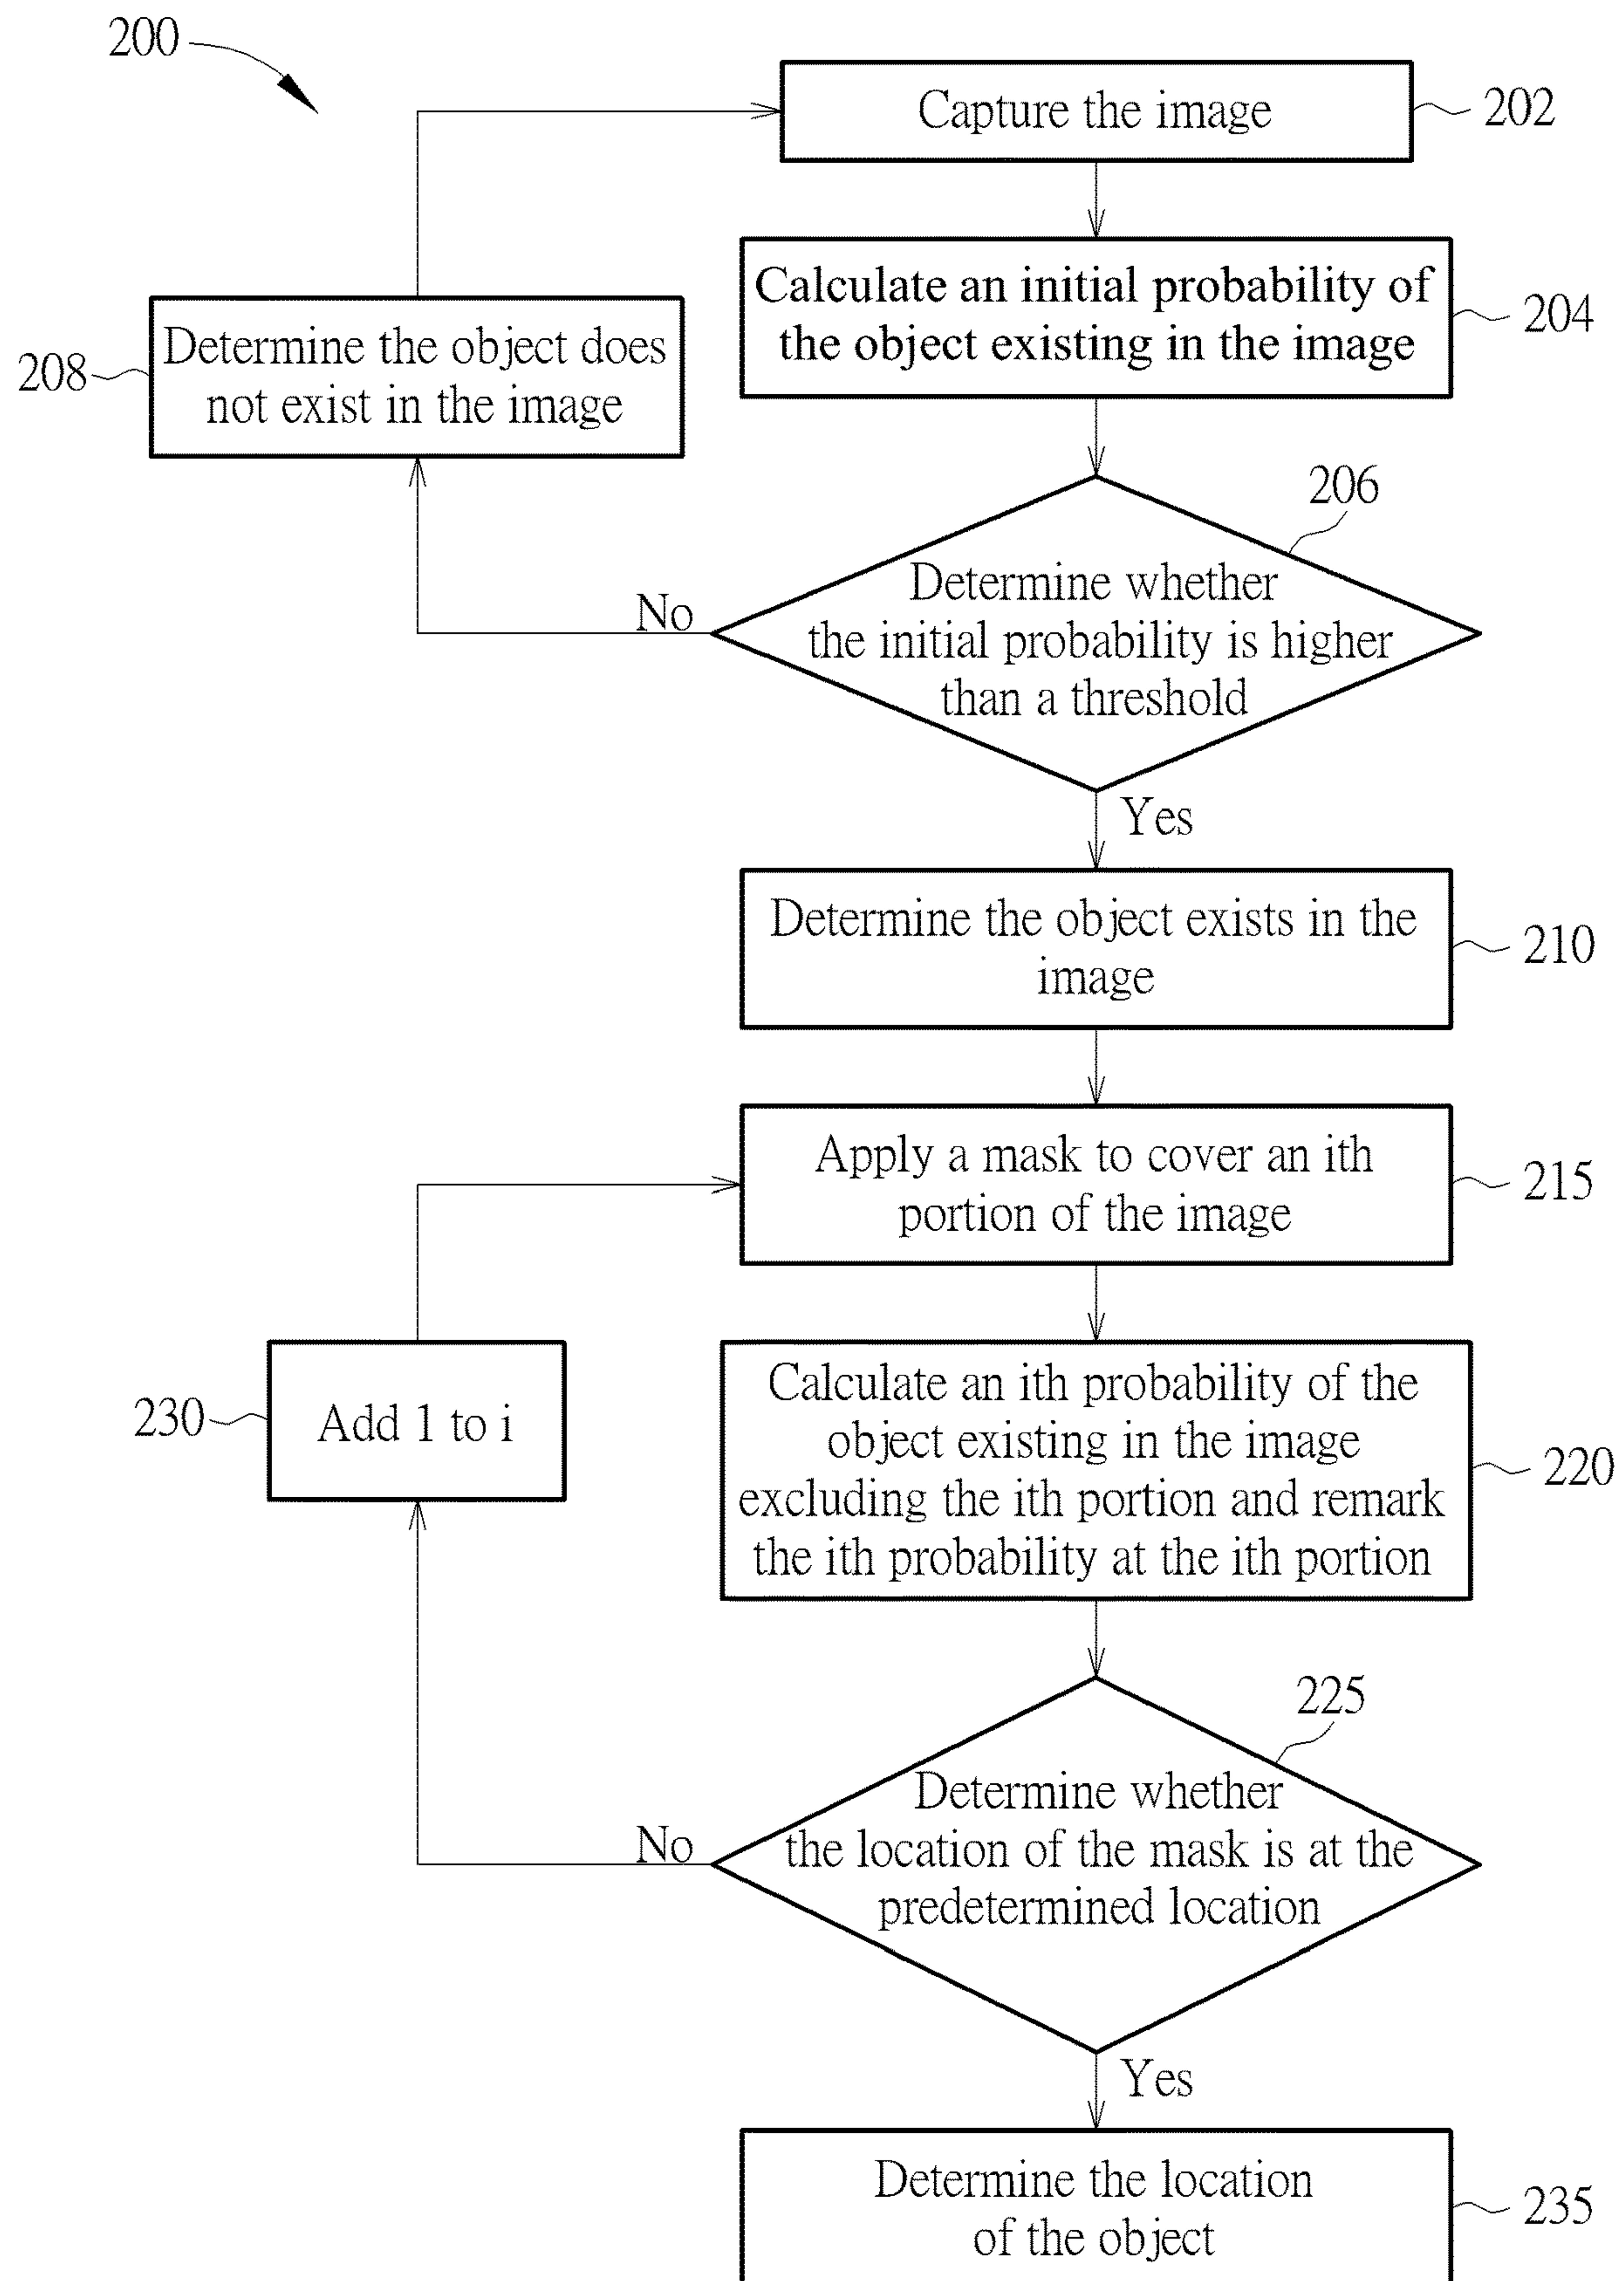 200
Capture the image
202
Calculate an initial probability of
the object existing in the image
204
Determine the object does
not exist in the image
208
206
Determine whether
the initial probability is higher
than a threshold
No
Yes
Determine the object exists in the
image
210
Apply a mask to cover an ith
portion of the image
215
Calculate an ith probability of the
object existing in the image
excluding the ith portion and remark
the ith probability at the ith portion
220
230
Add 1 to i
225
Determine whether
the location of the mask is at the
predetermined location
No
Yes
Determine the location
of the object
235